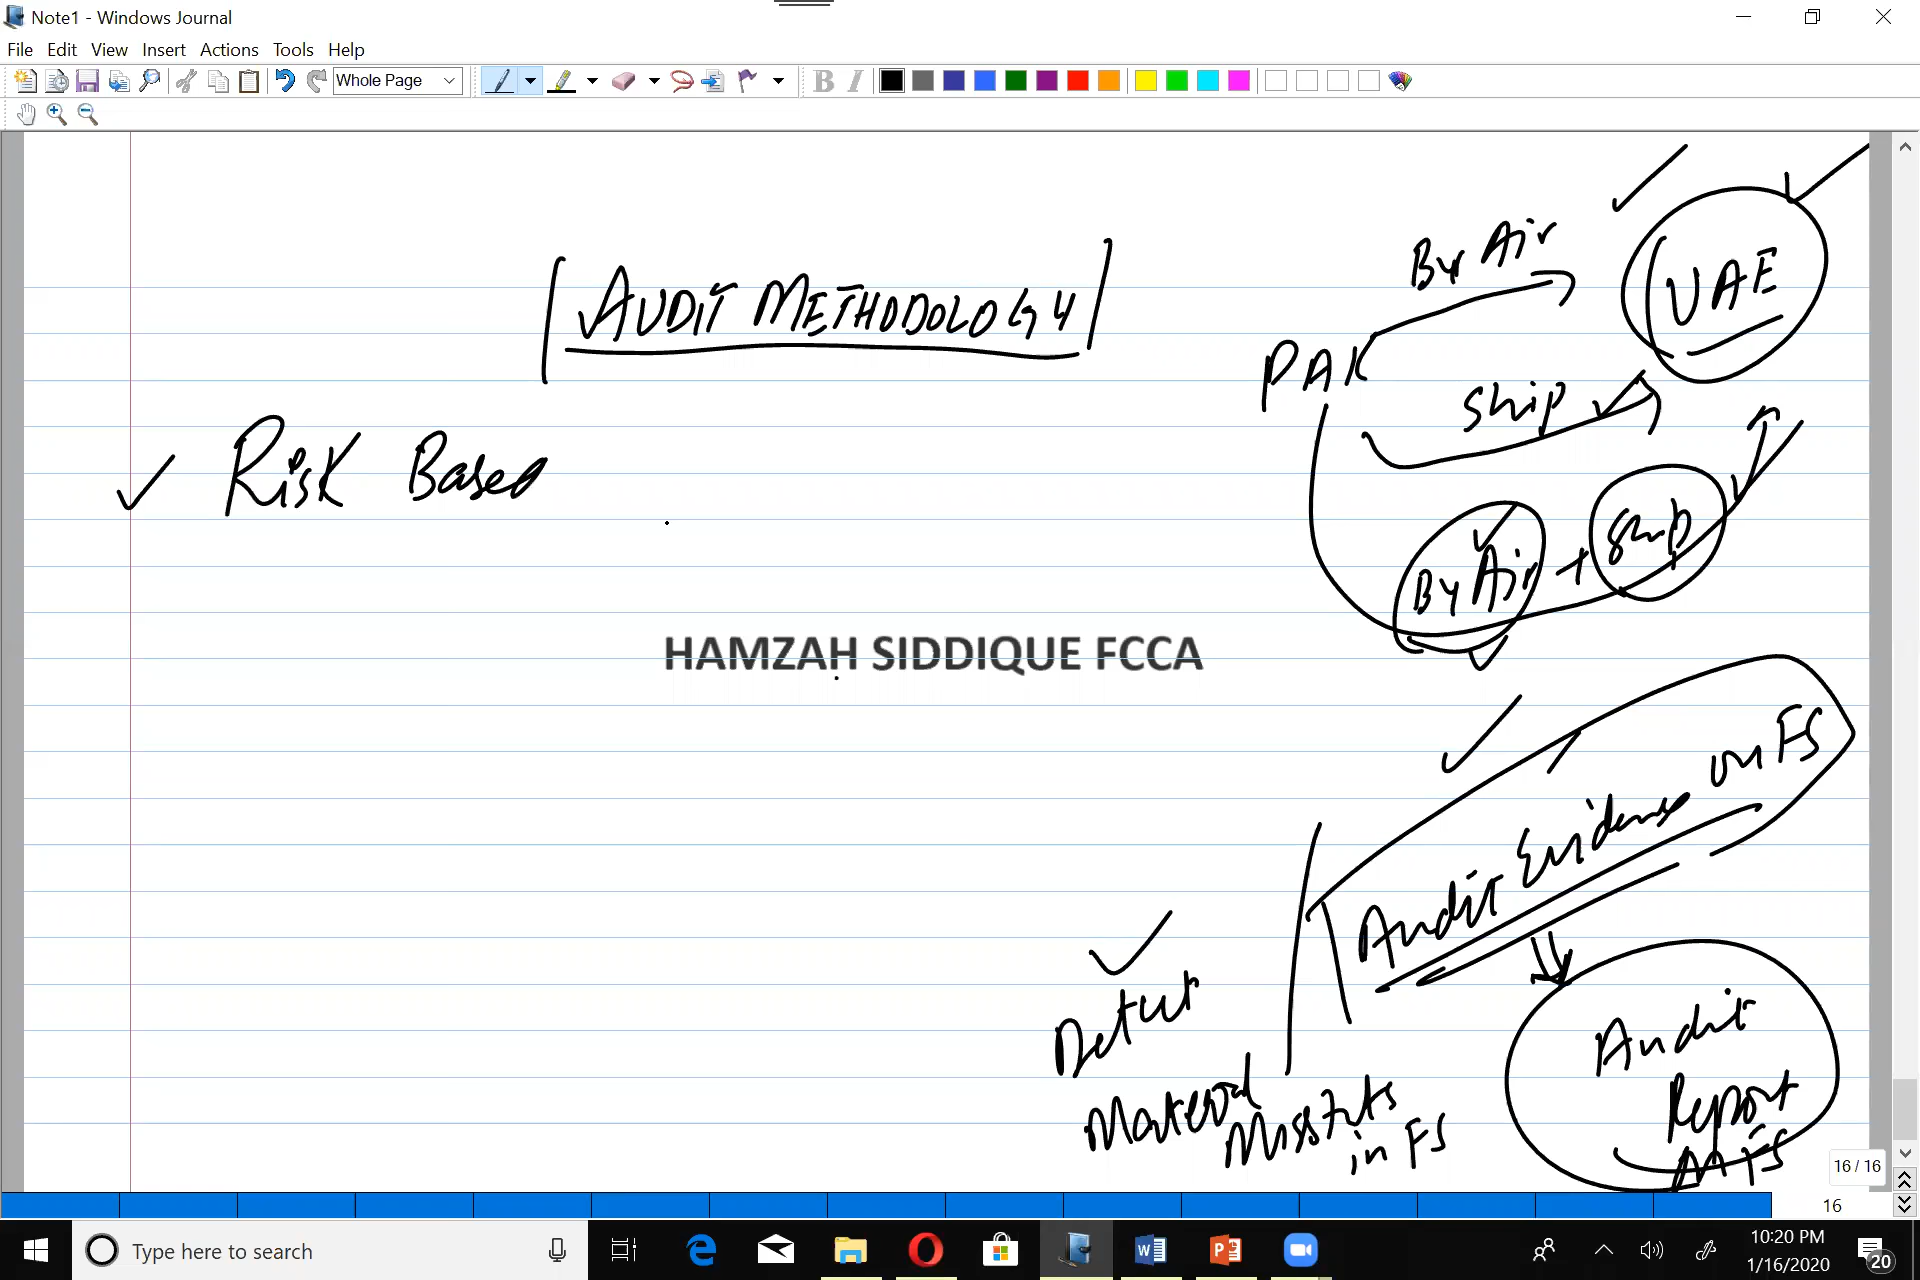 Note1 - Windows Journal
File Edit View Insert Actions Tools Help
Whole Page
B I
By Air
UAE
AUDIT METHODOLOGY
PAK
Ship
✓ Risk Based
By Air + Ship
HAMZAH SIDDIQUE FCCA
Audit Evidence on FS
Detect
Material Misstmts
in FS
Audit
Report
16 / 16
16
Type here to search
10:20 PM
1/16/2020
20